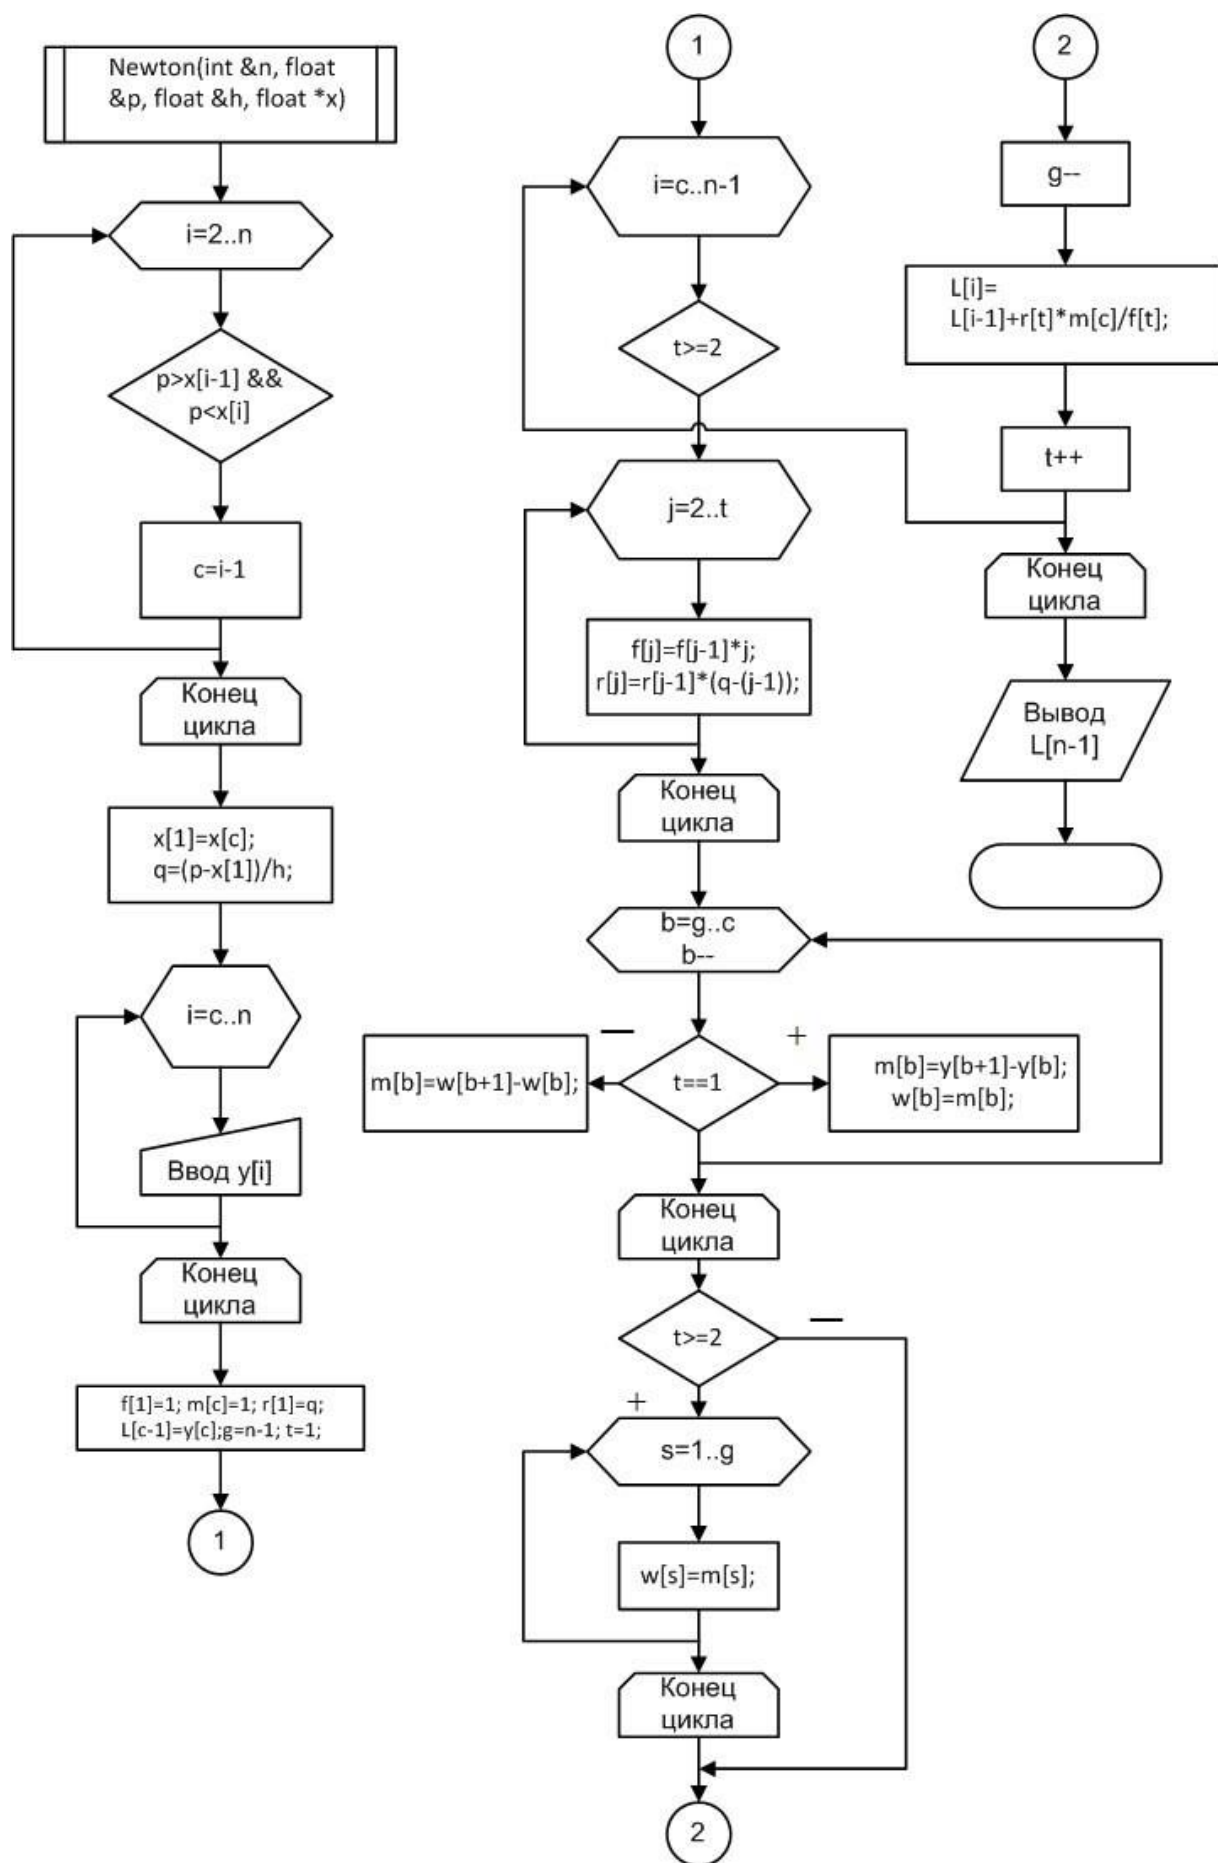 Newton(int &n, float
&p, float &h, float *x)
i=2..n
p>x[i-1] &&
p<x[i]
c=i-1
Конец
цикла
x[1]=x[c];
q=(p-x[1])/h;
i=c..n
Ввод y[i]
Конец
цикла
f[1]=1; m[c]=1; r[1]=q;
L[c-1]=y[c];g=n-1; t=1;
1
1
i=c..n-1
t>=2
j=2..t
f[j]=f[j-1]*j;
r[j]=r[j-1]*(q-(j-1));
Конец
цикла
b=g..c
b--
—
+
m[b]=w[b+1]-w[b];
t==1
m[b]=y[b+1]-y[b];
w[b]=m[b];
Конец
цикла
t>=2
—
+
s=1..g
w[s]=m[s];
Конец
цикла
2
2
g--
L[i]=
L[i-1]+r[t]*m[c]/f[t];
t++
Конец
цикла
Вывод
L[n-1]